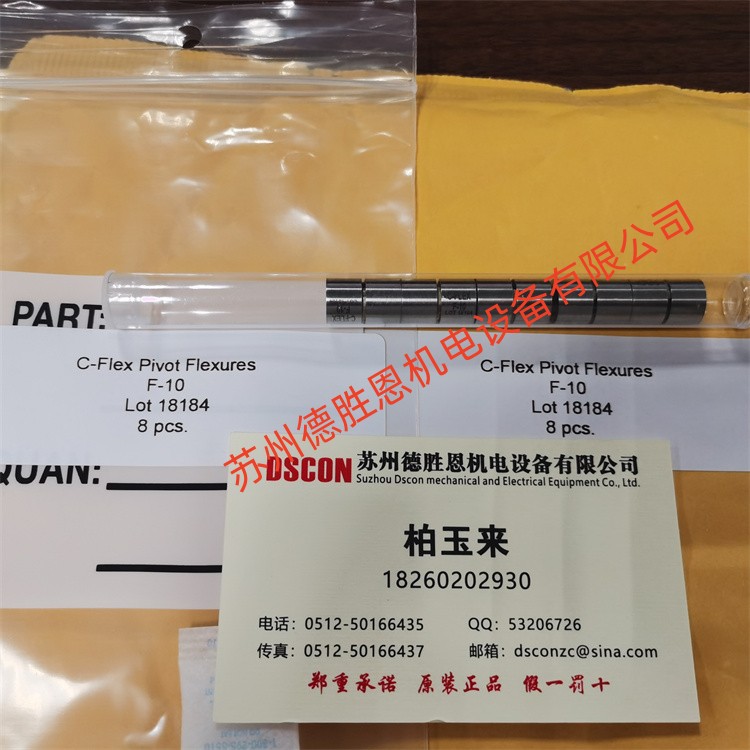 PART:
C-Flex Pivot Flexures
F-10
Lot 18184
8 pcs.
C-Flex Pivot Flexures
F-10
Lot 18184
8 pcs.
QUAN:
苏州德胜恩机电设备有限公司
DSCON 苏州德胜恩机电设备有限公司
Suzhou Dscon mechanical and Electrical Equipment Co., Ltd.
柏玉来
18260202930
电话：0512-50166435 QQ：53206726
传真：0512-50166437 邮箱：dsconzc@sina.com
郑重承诺 原装正品 假一罚十